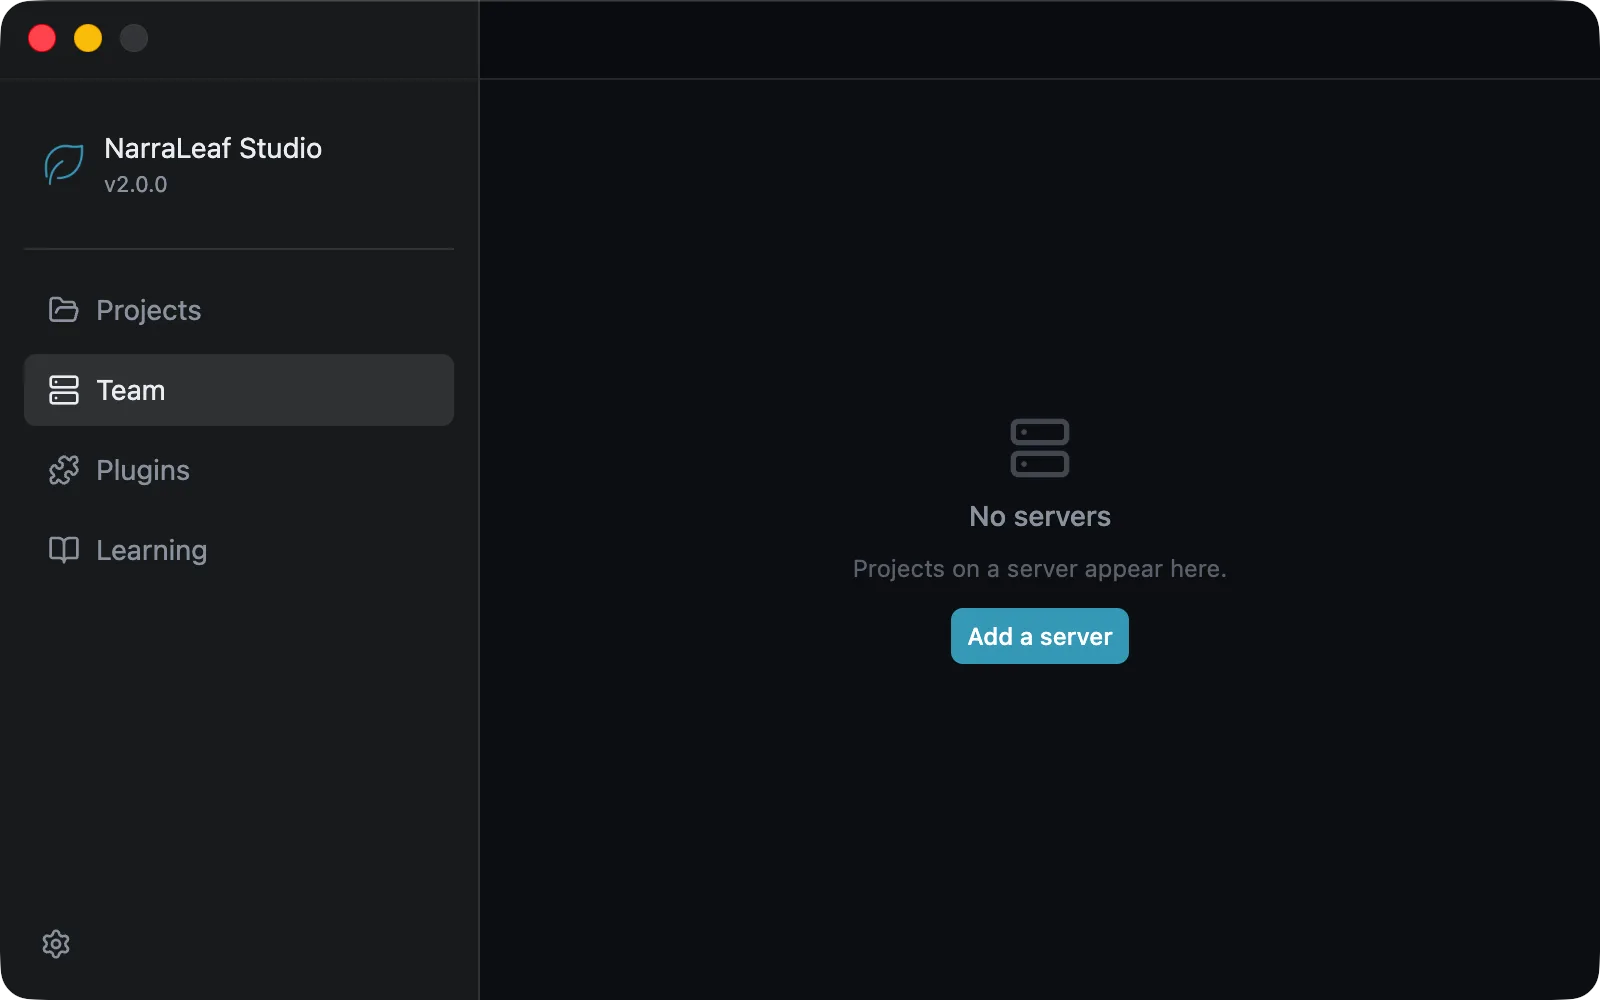 NarraLeaf Studio
v2.0.0
Projects
Team
Plugins
Learning
No servers
Projects on a server appear here.
Add a server